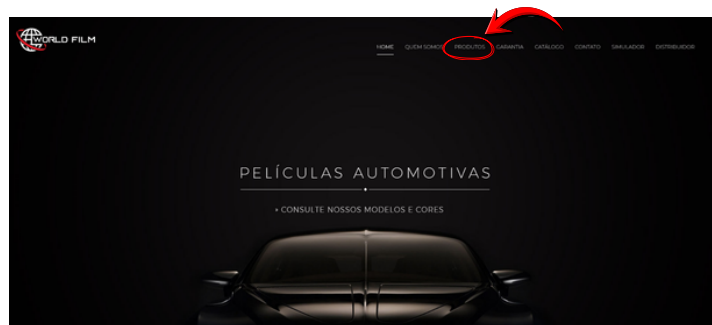 WORLD FILM
HOME QUEM SOMOS PRODUTOS GARANTIA CATÁLOGO CONTATO SIMULADOR DISTRIBUIDOR
PELÍCULAS AUTOMOTIVAS
+ CONSULTE NOSSOS MODELOS E CORES